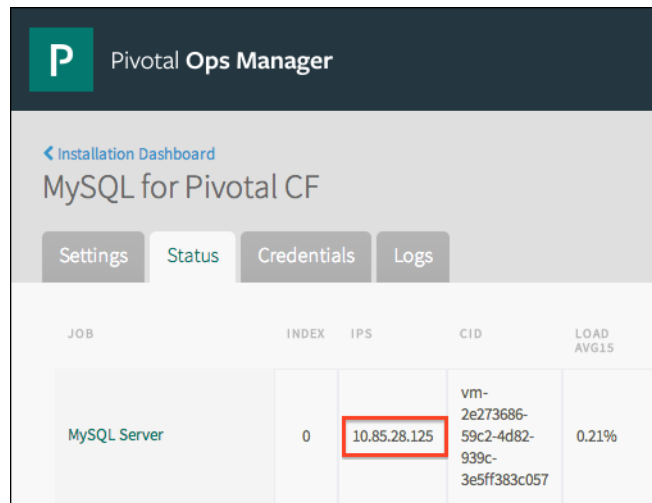 P Pivotal Ops Manager
Installation Dashboard
MySQL for Pivotal CF
Settings Status Credentials Logs
JOB INDEX IPS CID LOAD
AVG15
vm-
2e273686-
MySQL Server 0 10.85.28.125 59c2-4d82- 0.21%
939c-
3e5ff383c057